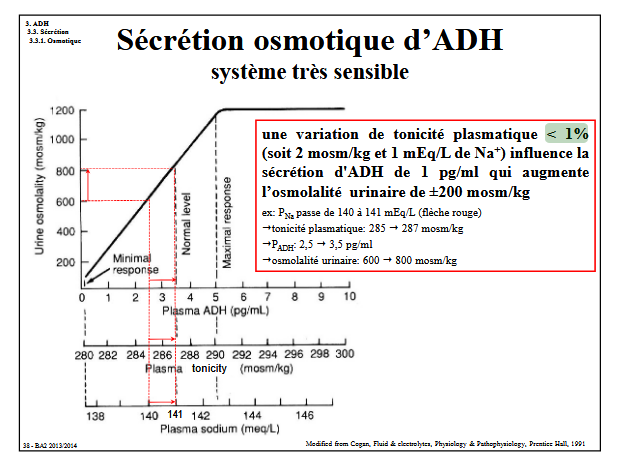 3. ADH
3.3. Sécrétion
3.3.1. Osmotique
Sécrétion osmotique d'ADH
système très sensible
une variation de tonicité plasmatique < 1%
(soit 2 mosm/kg et 1 mEq/L de Na⁺) influence la
sécrétion d'ADH de 1 pg/ml qui augmente
l'osmolalité urinaire de ±200 mosm/kg
ex: PNa passe de 140 à 141 mEq/L (flèche rouge)
→tonicité plasmatique: 285 → 287 mosm/kg
→PADH: 2,5 → 3,5 pg/ml
→osmolalité urinaire: 600 → 800 mosm/kg
Urine osmolality (mosm/kg)
1200
1000
800
600
400
200
Minimal
response
Normal level
Maximal response
0 1 2 3 4 5 6 7 8 9 10
Plasma ADH (pg/mL)
280 282 284 286 288 290 292 294 296 298 300
Plasma tonicity (mosm/kg)
138 140 141 142 144 146
Plasma sodium (meq/L)
38 - BA2 2013/2014
Modified from Cogan, Fluid & electrolytes, Physiology & Pathophysiology, Prentice Hall, 1991